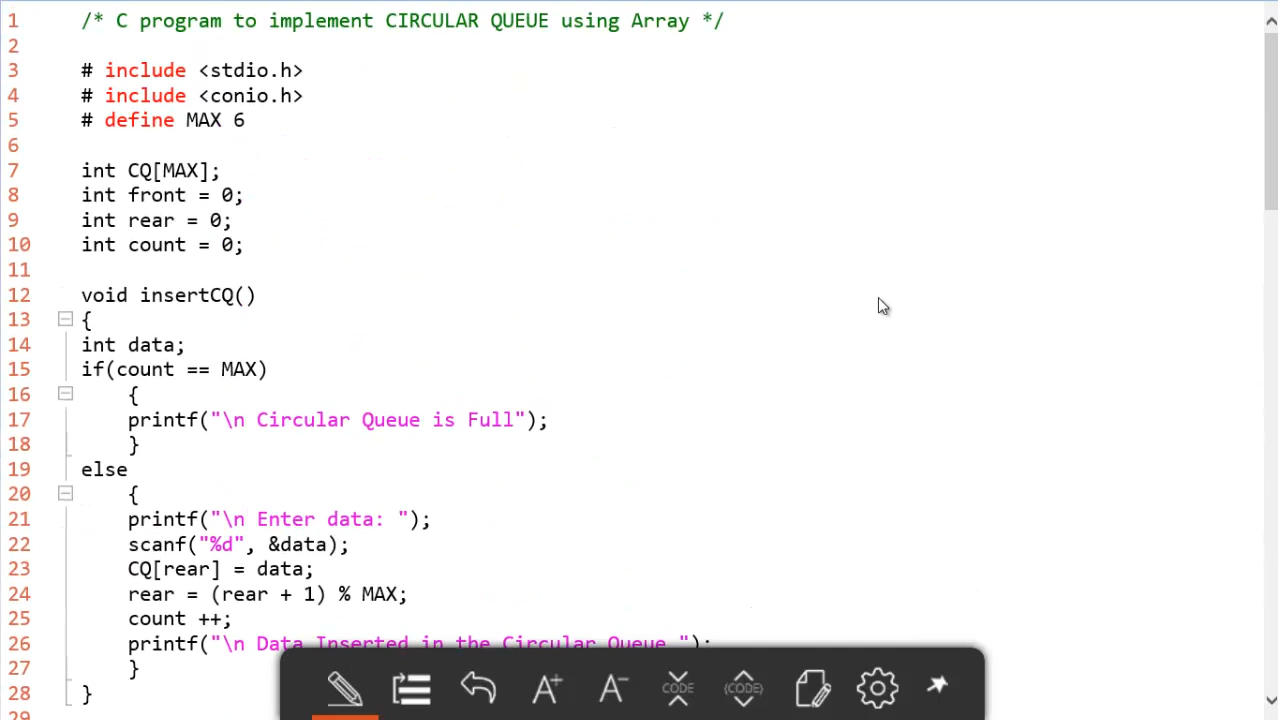 1 /* C program to implement CIRCULAR QUEUE using Array */
2
3 # include <stdio.h>
4 # include <conio.h>
5 # define MAX 6
6
7 int CQ[MAX];
8 int front = 0;
9 int rear = 0;
10 int count = 0;
11
12 void insertCQ()
13 {
14 int data;
15 if(count == MAX)
16 {
17 printf("\n Circular Queue is Full");
18 }
19 else
20 {
21 printf("\n Enter data: ");
22 scanf("%d", &data);
23 CQ[rear] = data;
24 rear = (rear + 1) % MAX;
25 count ++;
26 printf("\n Data Inserted in the Circular Queue ");
27 }
28 }
29
A+ A- CODE {CODE}